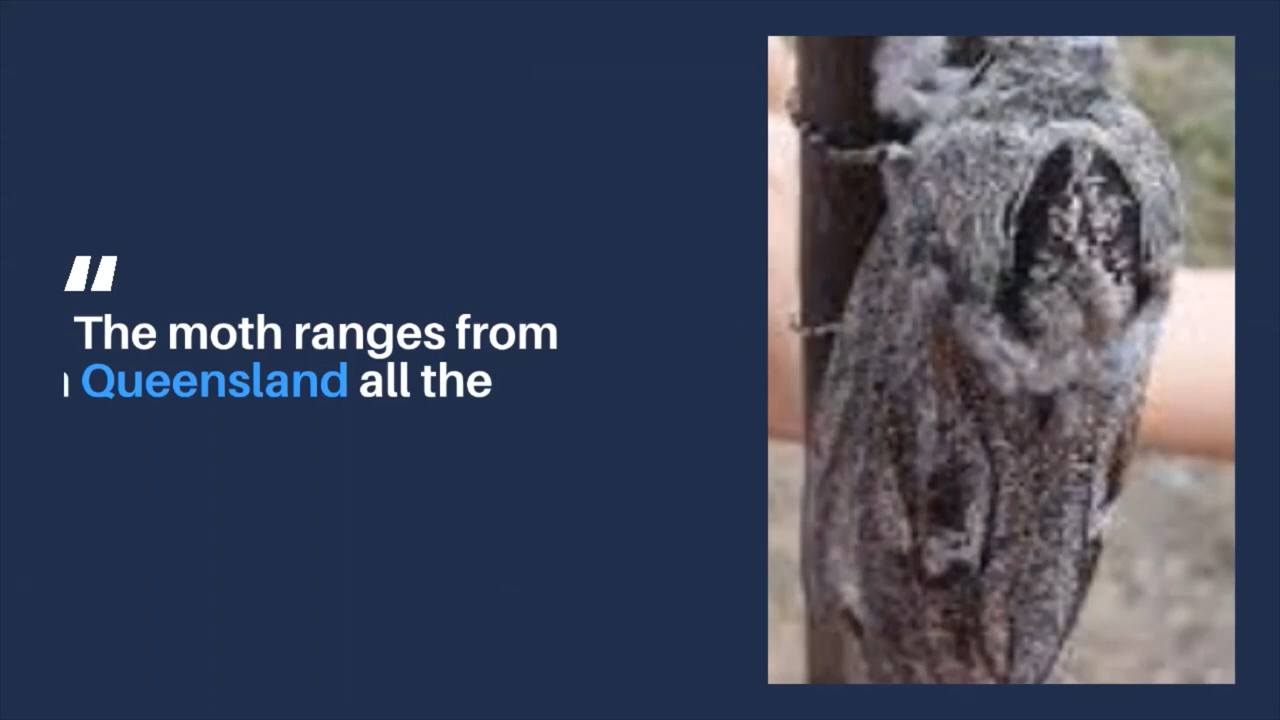 “
The moth ranges from
Queensland all the